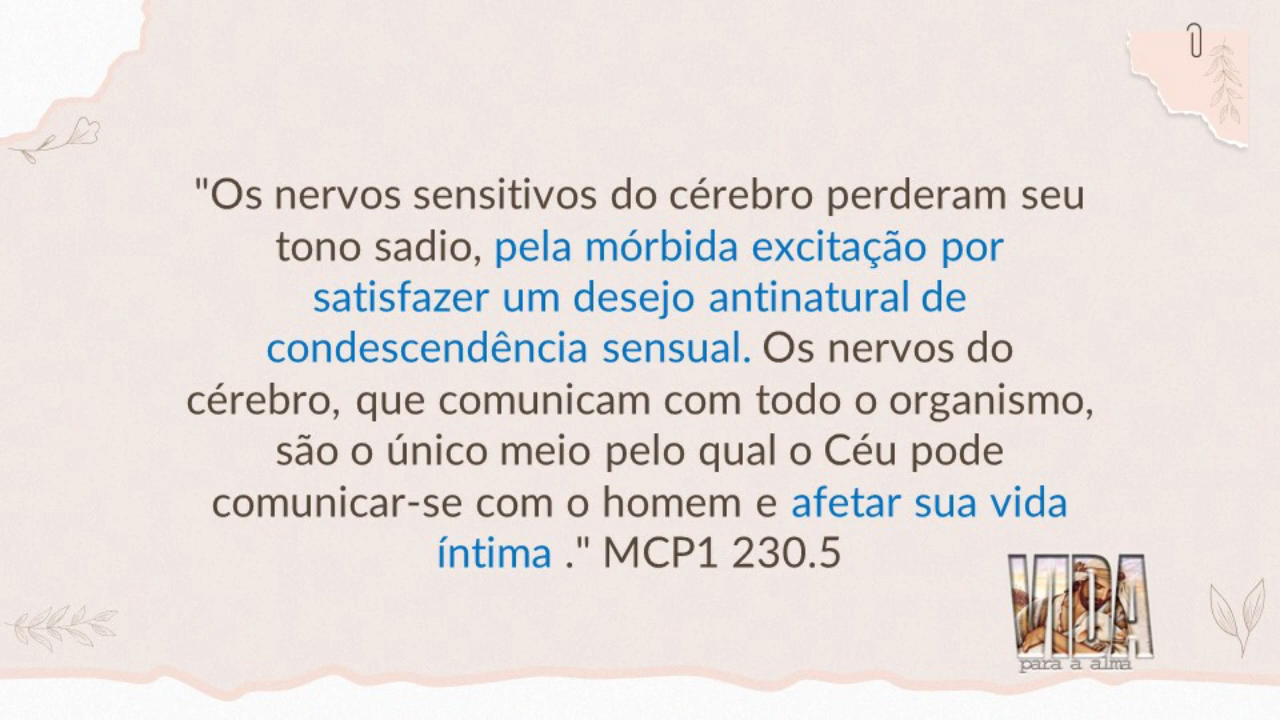 "Os nervos sensitivos do cérebro perderam seu
tono sadio, pela mórbida excitação por
satisfazer um desejo antinatural de
condescendência sensual. Os nervos do
cérebro, que comunicam com todo o organismo,
são o único meio pelo qual o Céu pode
comunicar-se com o homem e afetar sua vida
íntima ." MCP1 230.5
VIDA
para a alma